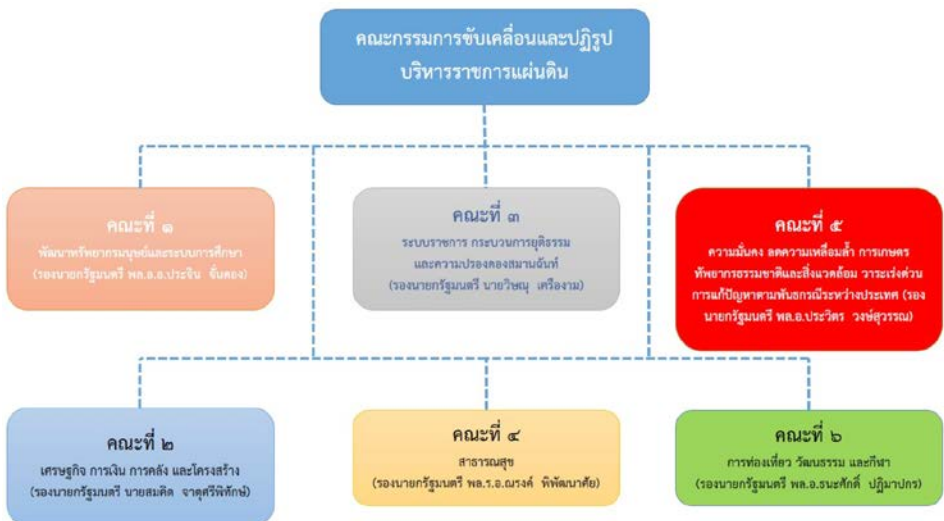 คณะกรรมการขับเคลื่อนและปฏิรูป
บริหารราชการแผ่นดิน
คณะที่ ๑
พัฒนาทรัพยากรมนุษย์และระบบการศึกษา
(รองนายกรัฐมนตรี พล.อ.อ.ประจิน จั่นตอง)
คณะที่ ๓
ระบบราชการ กระบวนการยุติธรรม
และความปรองดองสมานฉันท์
(รองนายกรัฐมนตรี นายวิษณุ เครืองาม)
คณะที่ ๕
ความมั่นคง ลดความเหลื่อมล้ำ การเกษตร
ทรัพยากรธรรมชาติและสิ่งแวดล้อม วาระเร่งด่วน
การแก้ปัญหาตามพันธกรณีระหว่างประเทศ (รอง
นายกรัฐมนตรี พล.อ.ประวิตร วงษ์สุวรรณ)
คณะที่ ๒
เศรษฐกิจ การเงิน การคลัง และโครงสร้าง
(รองนายกรัฐมนตรี นายสมคิด จาตุศรีพิทักษ์)
คณะที่ ๔
สาธารณสุข
(รองนายกรัฐมนตรี พล.ร.อ.ณรงค์ พิพัฒนาศัย)
คณะที่ ๖
การท่องเที่ยว วัฒนธรรม และกีฬา
(รองนายกรัฐมนตรี พล.อ.ธนะศักดิ์ ปฏิมาปกร)